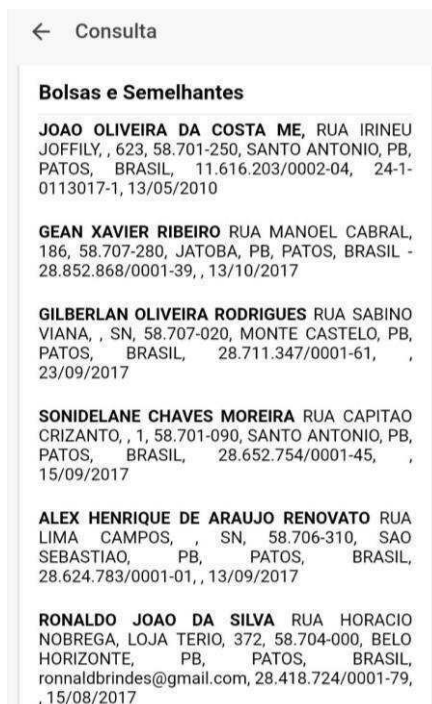 ← Consulta
Bolsas e Semelhantes
JOAO OLIVEIRA DA COSTA ME, RUA IRINEU
JOFFILY, , 623, 58.701-250, SANTO ANTONIO, PB,
PATOS, BRASIL, 11.616.203/0002-04, 24-1-
0113017-1, 13/05/2010
GEAN XAVIER RIBEIRO RUA MANOEL CABRAL,
186, 58.707-280, JATOBA, PB, PATOS, BRASIL -
28.852.868/0001-39, , 13/10/2017
GILBERLAN OLIVEIRA RODRIGUES RUA SABINO
VIANA, , SN, 58.707-020, MONTE CASTELO, PB,
PATOS, BRASIL, 28.711.347/0001-61, ,
23/09/2017
SONIDELANE CHAVES MOREIRA RUA CAPITAO
CRIZANTO, , 1, 58.701-090, SANTO ANTONIO, PB,
PATOS, BRASIL, 28.652.754/0001-45, ,
15/09/2017
ALEX HENRIQUE DE ARAUJO RENOVATO RUA
LIMA CAMPOS, , SN, 58.706-310, SAO
SEBASTIAO, PB, PATOS, BRASIL,
28.624.783/0001-01, , 13/09/2017
RONALDO JOAO DA SILVA RUA HORACIO
NOBREGA, LOJA TERIO, 372, 58.704-000, BELO
HORIZONTE, PB, PATOS, BRASIL,
ronnaldbrindes@gmail.com, 28.418.724/0001-79,
, 15/08/2017